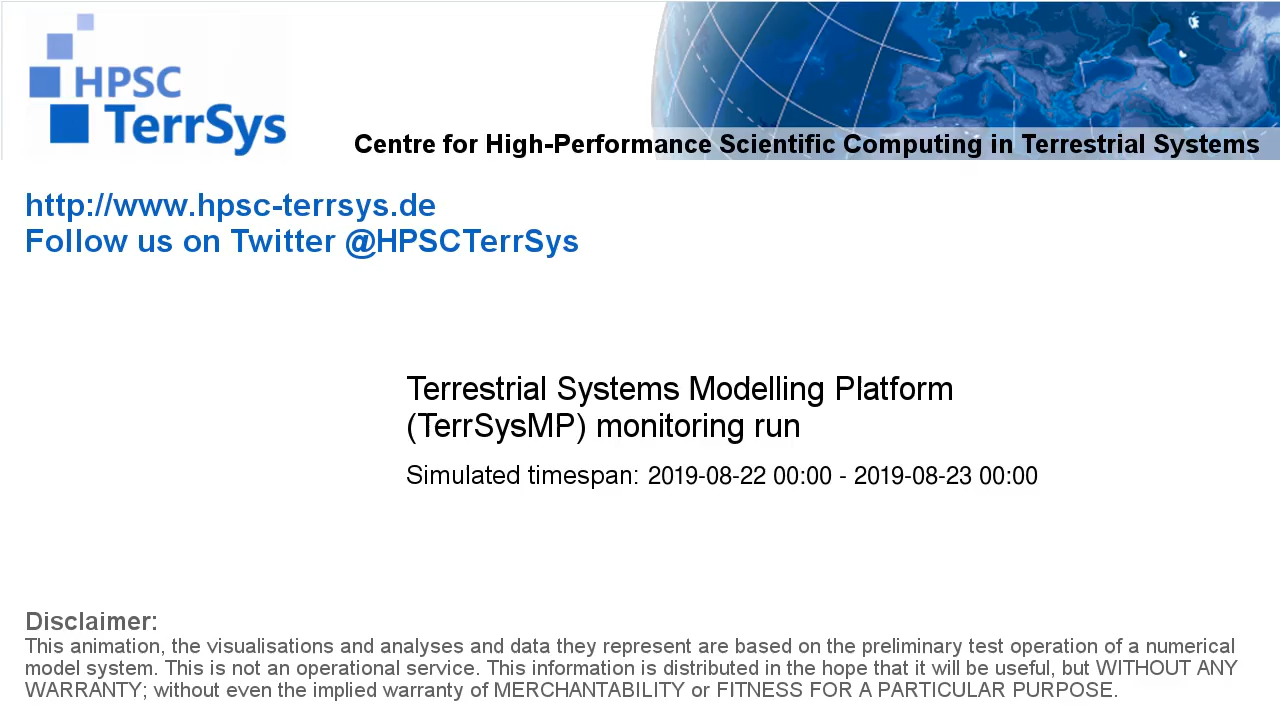 HPSC
TerrSys
Centre for High-Performance Scientific Computing in Terrestrial Systems
http://www.hpsc-terrsys.de
Follow us on Twitter @HPSCTerrSys
Terrestrial Systems Modelling Platform
(TerrSysMP) monitoring run
Simulated timespan: 2019-08-22 00:00 - 2019-08-23 00:00
Disclaimer:
This animation, the visualisations and analyses and data they represent are based on the preliminary test operation of a numerical
model system. This is not an operational service. This information is distributed in the hope that it will be useful, but WITHOUT ANY
WARRANTY; without even the implied warranty of MERCHANTABILITY or FITNESS FOR A PARTICULAR PURPOSE.